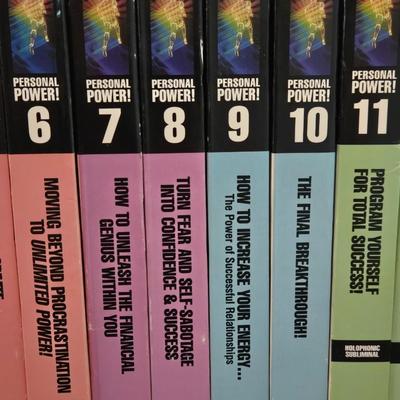 PERSONAL
POWER!
6
MOVING BEYOND PROCRASTINATION
TO UNLIMITED POWER!
PERSONAL
POWER!
7
HOW TO UNLEASH THE FINANCIAL
GENIUS WITHIN YOU
PERSONAL
POWER!
8
TURN FEAR AND SELF-SABOTAGE
INTO CONFIDENCE & SUCCESS
PERSONAL
POWER!
9
HOW TO INCREASE YOUR ENERGY...
The Power of Successful Relationships
PERSONAL
POWER!
10
THE FINAL BREAKTHROUGH!
PERSONAL
POWER!
11
PROGRAM YOURSELF
FOR TOTAL SUCCESS!
HOLOPHONIC
SUBLIMINAL